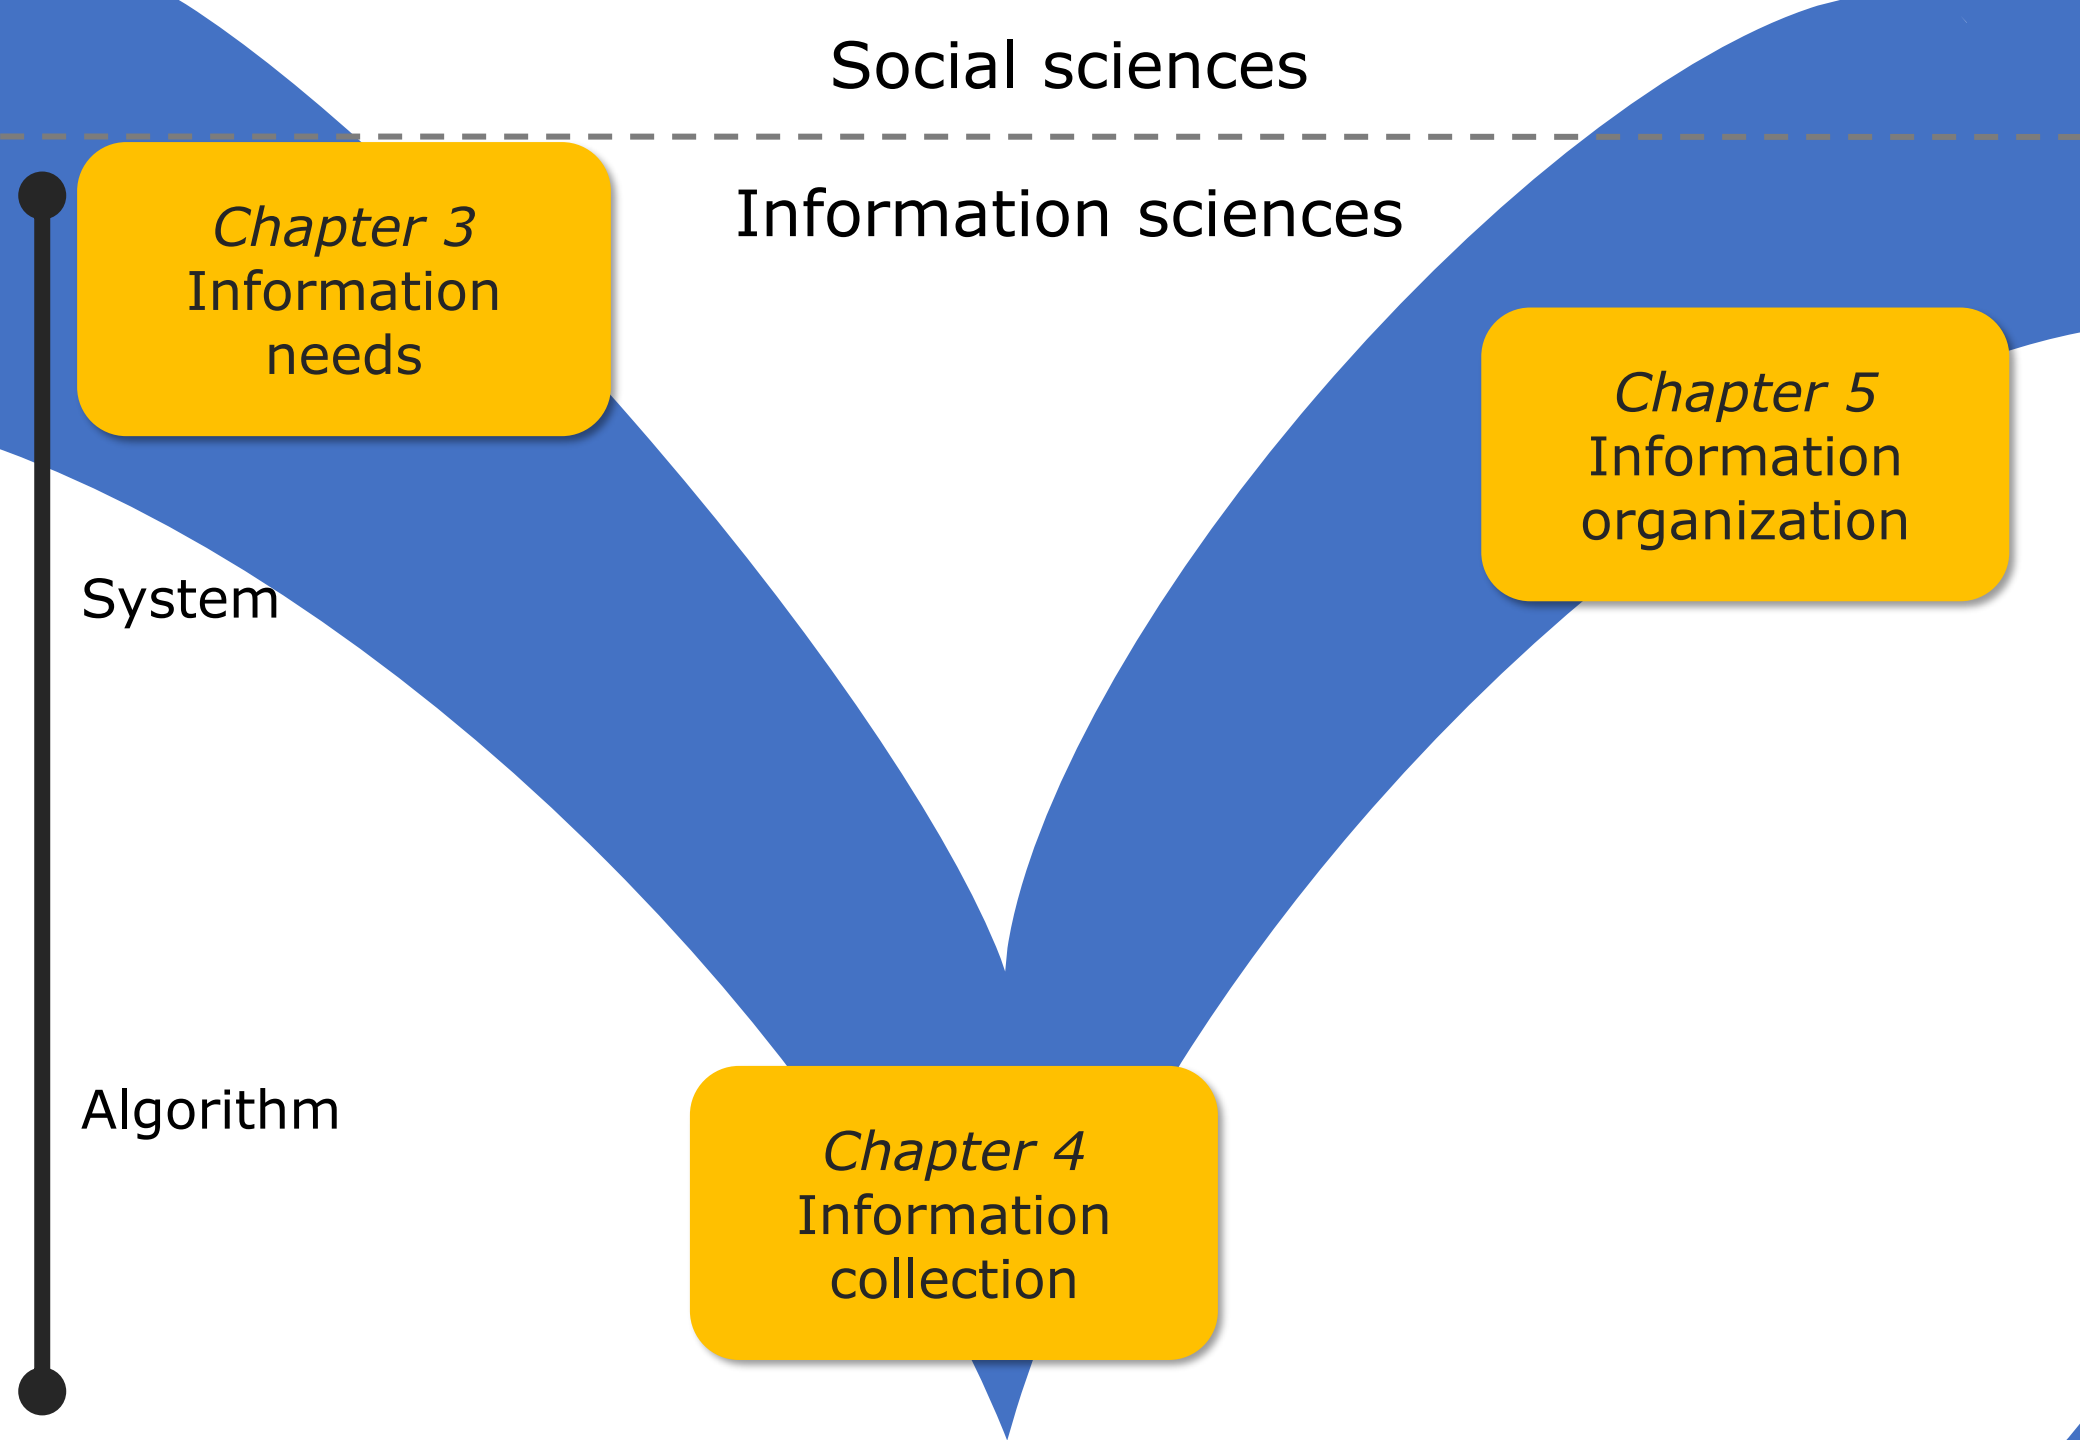 Social sciences
Information sciences
Chapter 3
Information
needs
Chapter 5
Information
organization
System
Algorithm
Chapter 4
Information
collection